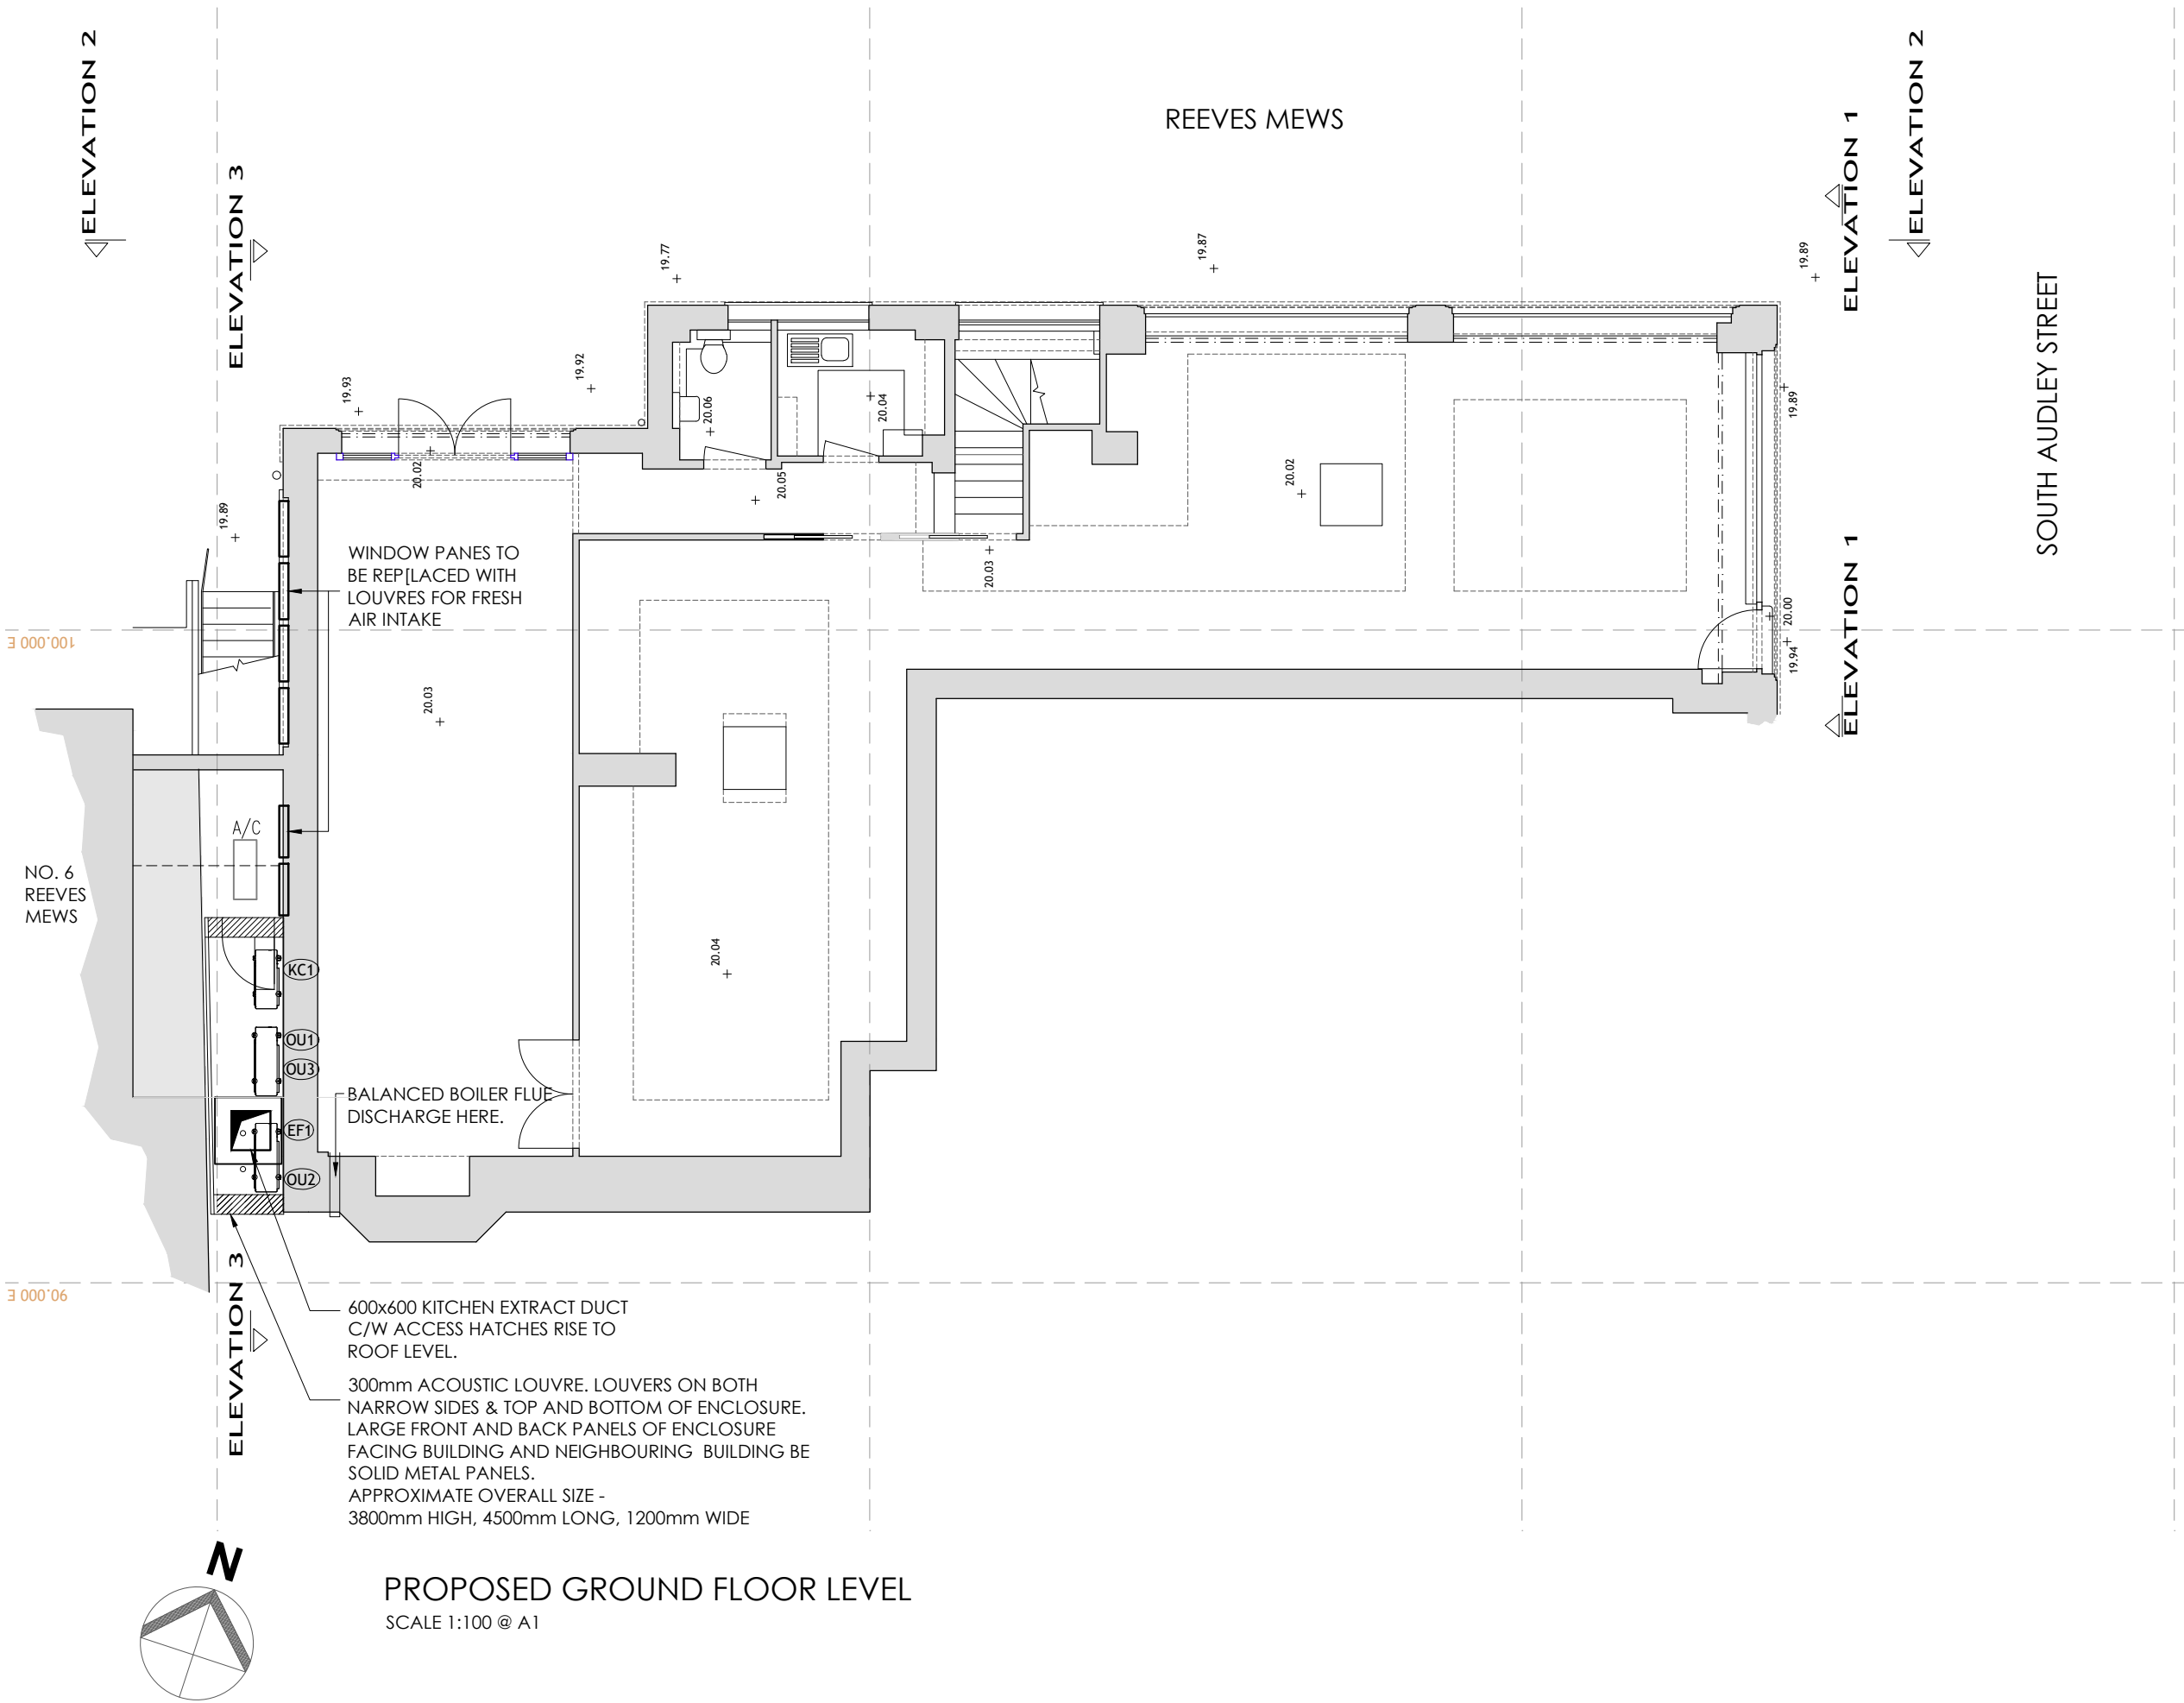 ELEVATION 2
ELEVATION 3
REEVES MEWS
ELEVATION 1
ELEVATION 2
SOUTH AUDLEY STREET
19.77
19.87
19.89
19.93
19.92
20.06
20.04
19.89
20.02
20.05
20.02
19.89
20.03
WINDOW PANES TO
BE REP[LACED WITH
LOUVRES FOR FRESH
AIR INTAKE
ELEVATION 1
20.00
19.94
100.000 E
20.03
A/C
NO. 6
REEVES
MEWS
20.04
KC1
OU1
OU3
EF1
OU2
BALANCED BOILER FLUE
DISCHARGE HERE.
90.000 E
ELEVATION 3
600x600 KITCHEN EXTRACT DUCT
C/W ACCESS HATCHES RISE TO
ROOF LEVEL.
300mm ACOUSTIC LOUVRE. LOUVERS ON BOTH
NARROW SIDES & TOP AND BOTTOM OF ENCLOSURE.
LARGE FRONT AND BACK PANELS OF ENCLOSURE
FACING BUILDING AND NEIGHBOURING BUILDING BE
SOLID METAL PANELS.
APPROXIMATE OVERALL SIZE -
3800mm HIGH, 4500mm LONG, 1200mm WIDE
N
PROPOSED GROUND FLOOR LEVEL
SCALE 1:100 @ A1